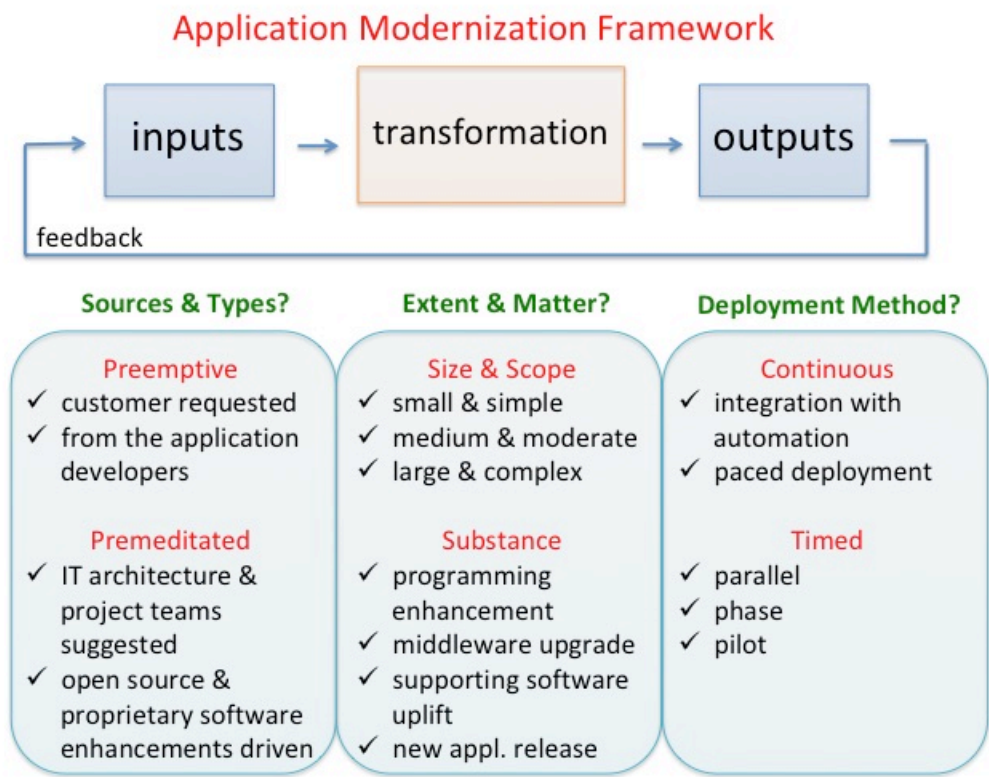 Application Modernization Framework
inputs
transformation
outputs
feedback
Sources & Types?
Preemptive
✓ customer requested
✓ from the application
developers
Premeditated
✓ IT architecture &
project teams
suggested
✓ open source &
proprietary software
enhancements driven
Extent & Matter?
Size & Scope
✓ small & simple
✓ medium & moderate
✓ large & complex
Substance
✓ programming
enhancement
✓ middleware upgrade
✓ supporting software
uplift
✓ new appl. release
Deployment Method?
Continuous
✓ integration with
automation
✓ paced deployment
Timed
✓ parallel
✓ phase
✓ pilot